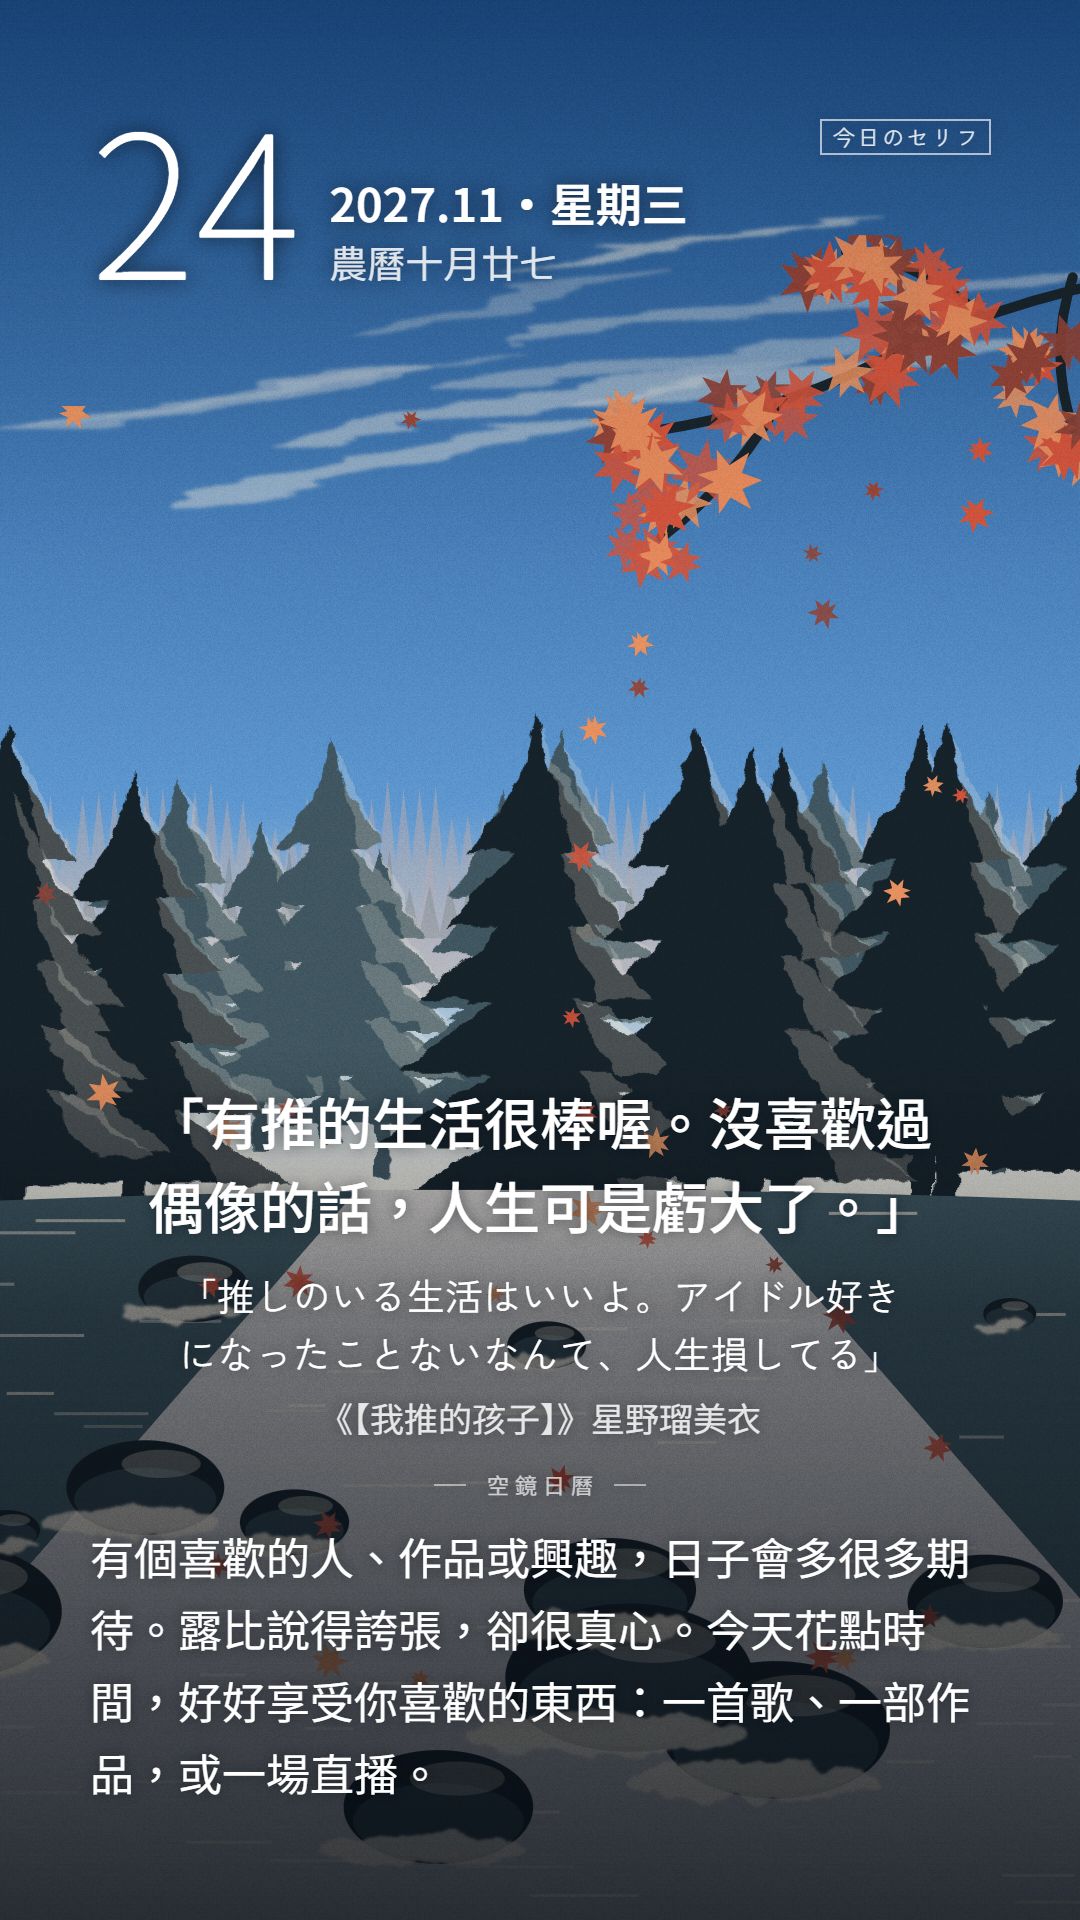 24
2027.11・星期三
農曆十月廿七
今日のセリフ
「有推的生活很棒喔。沒喜歡過
偶像的話，人生可是虧大了。」
「推しのいる生活はいいよ。アイドル好き
になったことないなんて、人生損してる」
《【我推的孩子】》星野瑠美衣
空鏡日曆
有個喜歡的人、作品或興趣，日子會多很多期
待。露比說得誇張，卻很真心。今天花點時
間，好好享受你喜歡的東西：一首歌、一部作
品，或一場直播。